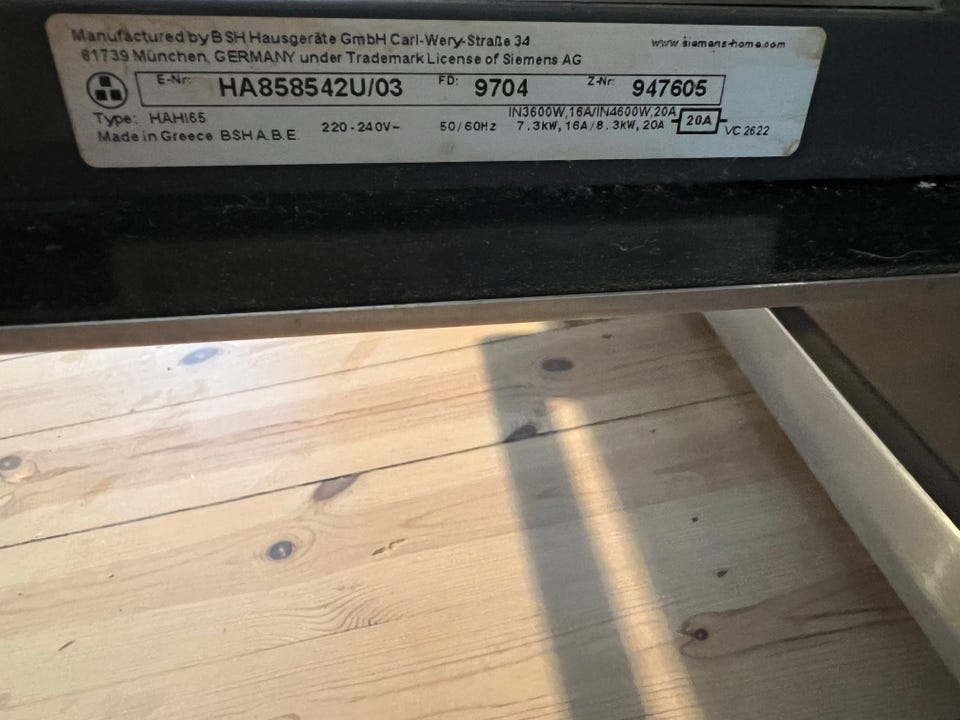 Manufactured by BSH Hausgeräte GmbH Carl-Wery-Straße 34
81739 München, GERMANY under Trademark License of Siemens AG
www.siemens-home.com
E-Nr: HA858542U/03 FD: 9704 Z-Nr: 947605
Type: HAHI65
IN3600W,16A/IN4600W,20A
Made in Greece BSH A.B.E. 220-240V~ 50/60Hz 7.3kW, 16A/8.3kW, 20A 20A VC 2622